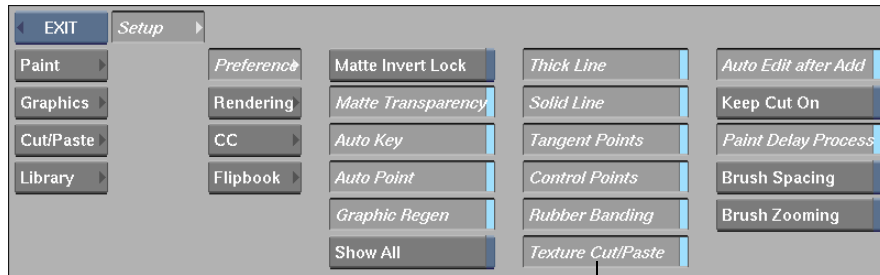 EXIT Setup
Paint Preference Matte Invert Lock Thick Line Auto Edit after Add
Graphics Rendering Matte Transparency Solid Line Keep Cut On
Cut/Paste CC Auto Key Tangent Points Paint Delay Process
Library Flipbook Auto Point Control Points Brush Spacing
Graphic Regen Rubber Banding Brush Zooming
Show All Texture Cut/Paste